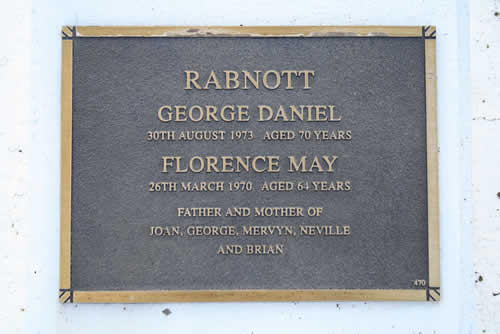 RABNOTT
GEORGE DANIEL
30TH AUGUST 1973 AGED 70 YEARS
FLORENCE MAY
26TH MARCH 1970 AGED 64 YEARS
FATHER AND MOTHER OF
JOAN, GEORGE, MERVYN, NEVILLE
AND BRIAN
470